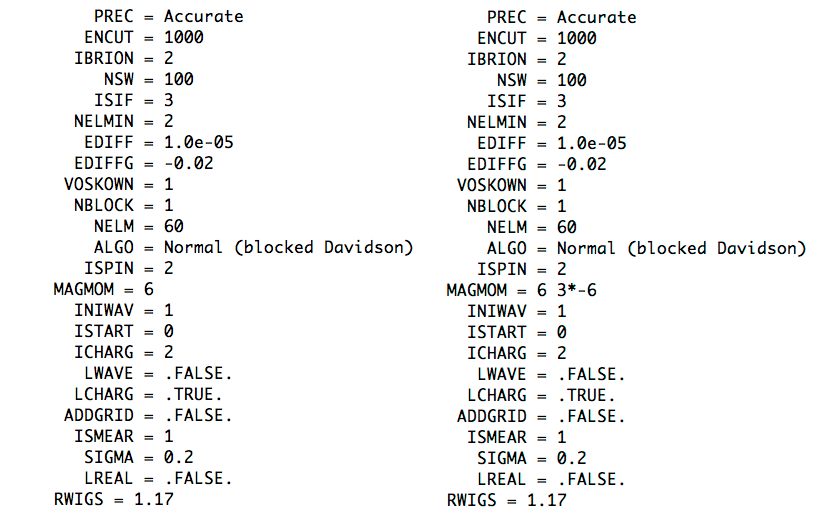 PREC = Accurate
ENCUT = 1000
IBRION = 2
NSW = 100
ISIF = 3
NELMIN = 2
EDIFF = 1.0e-05
EDIFFG = -0.02
VOSKOWN = 1
NBLOCK = 1
NELM = 60
ALGO = Normal (blocked Davidson)
ISPIN = 2
MAGMOM = 6
INIWAV = 1
ISTART = 0
ICHARG = 2
LWAVE = .FALSE.
LCHARG = .TRUE.
ADDGRID = .FALSE.
ISMEAR = 1
SIGMA = 0.2
LREAL = .FALSE.
RWIGS = 1.17
PREC = Accurate
ENCUT = 1000
IBRION = 2
NSW = 100
ISIF = 3
NELMIN = 2
EDIFF = 1.0e-05
EDIFFG = -0.02
VOSKOWN = 1
NBLOCK = 1
NELM = 60
ALGO = Normal (blocked Davidson)
ISPIN = 2
MAGMOM = 6 3*-6
INIWAV = 1
ISTART = 0
ICHARG = 2
LWAVE = .FALSE.
LCHARG = .TRUE.
ADDGRID = .FALSE.
ISMEAR = 1
SIGMA = 0.2
LREAL = .FALSE.
RWIGS = 1.17